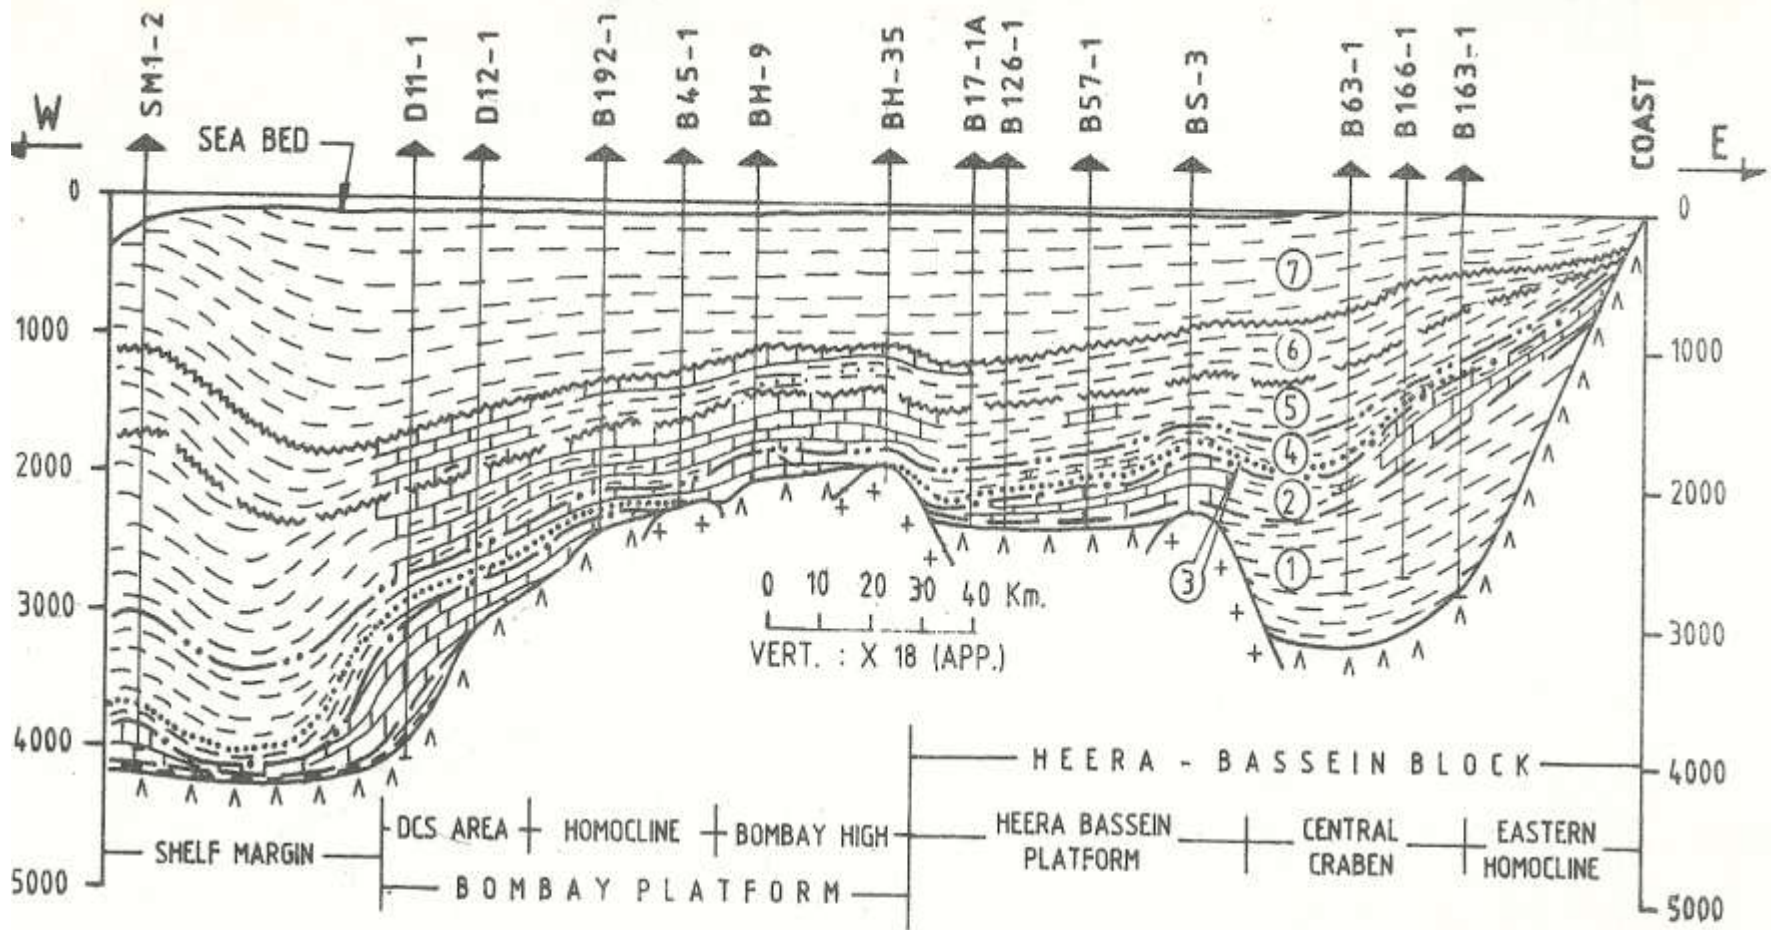 SM1-2
D11-1
D12-1
B192-1
B45-1
BH-9
BH-35
B17-1A
B126-1
B57-1
BS-3
B63-1
B166-1
B163-1
COAST
W
E
SEA BED
0
1000
2000
3000
4000
5000
0
1000
2000
3000
4000
5000
7
6
5
4
2
3
1
0 10 20 30 40 Km.
VERT. : X 18 (APP.)
HEERA - BASSEIN BLOCK
SHELF MARGIN
DCS AREA
HOMOCLINE
BOMBAY HIGH
HEERA BASSEIN
PLATFORM
CENTRAL
CRABEN
EASTERN
HOMOCLINE
BOMBAY PLATFORM